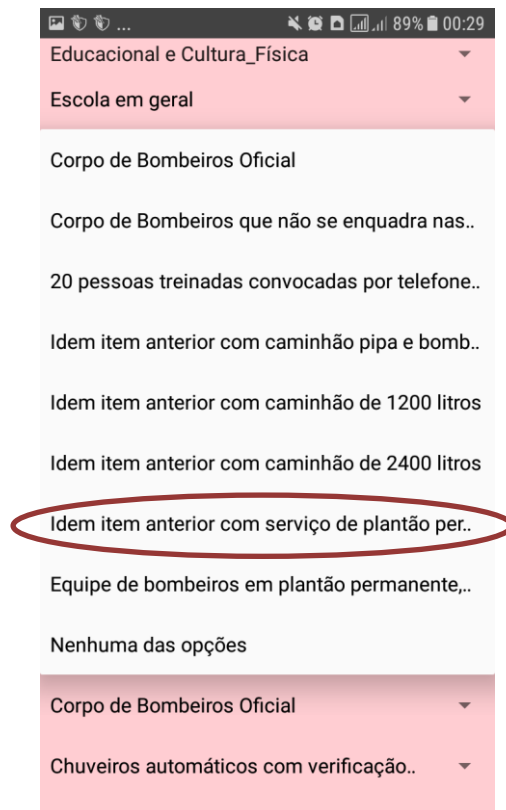 ... 89% 00:29
Educacional e Cultura_Física
Escola em geral
Corpo de Bombeiros Oficial
Corpo de Bombeiros que não se enquadra nas..
20 pessoas treinadas convocadas por telefone..
Idem item anterior com caminhão pipa e bomb..
Idem item anterior com caminhão de 1200 litros
Idem item anterior com caminhão de 2400 litros
Idem item anterior com serviço de plantão per..
Equipe de bombeiros em plantão permanente,..
Nenhuma das opções
Corpo de Bombeiros Oficial
Chuveiros automáticos com verificação..